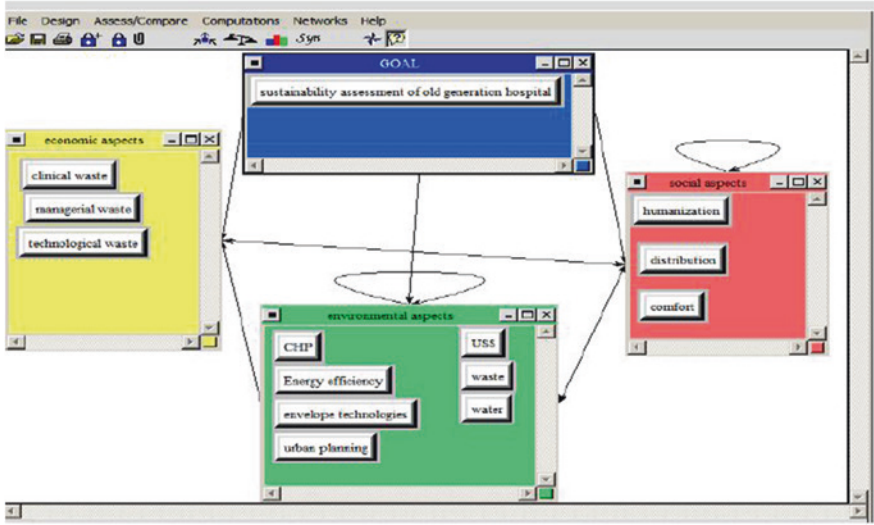 File Design Assess/Compare Computations Networks Help
Syn
GOAL
sustainability assessment of old generation hospital
economic aspects
clinical waste
managerial waste
technological waste
social aspects
humanization
distribution
comfort
environmental aspects
CHP
Energy efficiency
envelope technologies
urban planning
USS
waste
water